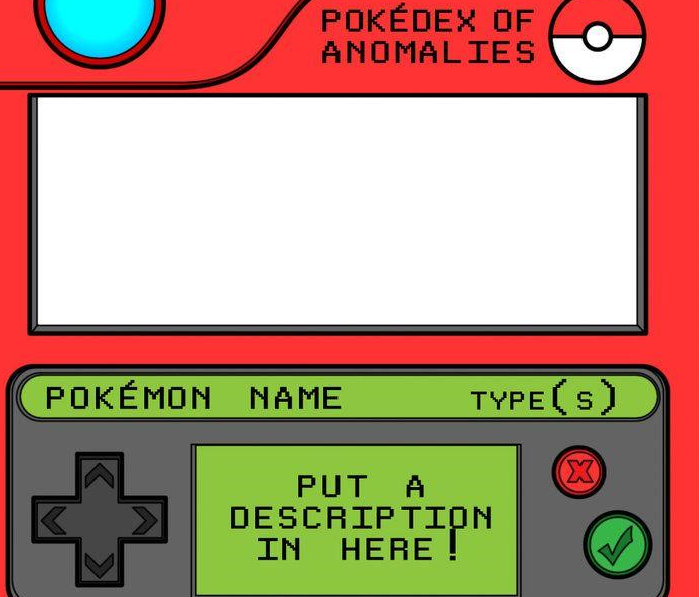 POKÉDEX OF
ANOMALIES
POKÉMON NAME TYPE(S)
PUT A
DESCRIPTION
IN HERE!